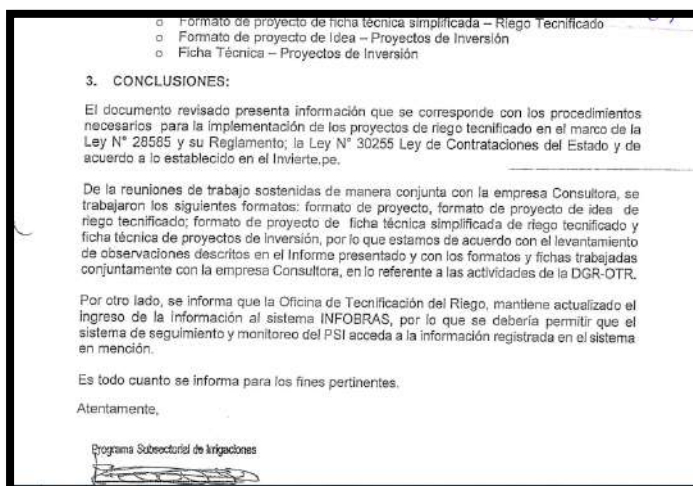 o Formato de proyecto de ficha técnica simplificada – Riego Tecnificado
o Formato de proyecto de Idea – Proyectos de Inversión
o Ficha Técnica – Proyectos de Inversión
3. CONCLUSIONES:
El documento revisado presenta información que se corresponde con los procedimientos
necesarios para la implementación de los proyectos de riego tecnificado en el marco de la
Ley N° 28585 y su Reglamento; la Ley N° 30255 Ley de Contrataciones del Estado y de
acuerdo a lo establecido en el Invierte.pe.
De la reuniones de trabajo sostenidas de manera conjunta con la empresa Consultora, se
trabajaron los siguientes formatos: formato de proyecto, formato de proyecto de idea de
riego tecnificado; formato de proyecto de ficha técnica simplificada de riego tecnificado y
ficha técnica de proyectos de inversión, por lo que estamos de acuerdo con el levantamiento
de observaciones descritos en el Informe presentado y con los formatos y fichas trabajadas
conjuntamente con la empresa Consultora, en lo referente a las actividades de la DGR-OTR.
Por otro lado, se informa que la Oficina de Tecnificación del Riego, mantiene actualizado el
ingreso de la información al sistema INFOBRAS, por lo que se debería permitir que el
sistema de seguimiento y monitoreo del PSI acceda a la información registrada en el sistema
en mención.
Es todo cuanto se informa para los fines pertinentes.
Atentamente,
Programa Subsectorial de Irrigaciones